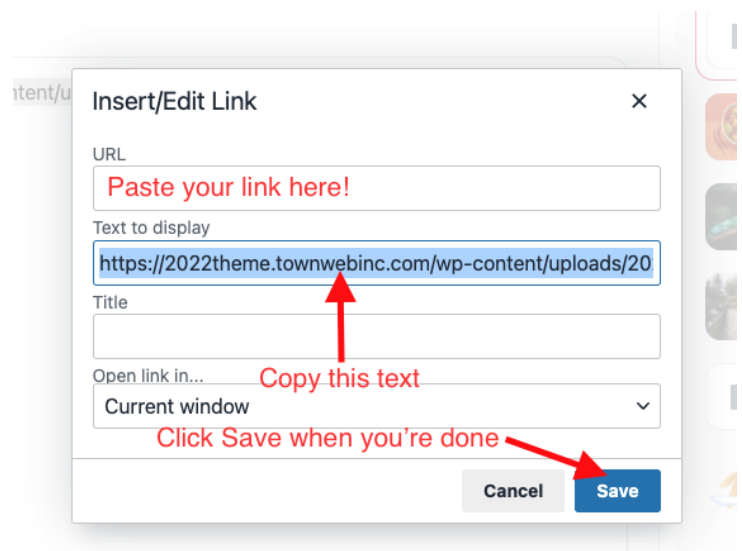 Insert/Edit Link
ntent/u
URL
Paste your link here!
Text to display
https://2022theme.townwebinc.com/wp-content/uploads/20
Title
Open link in...
Copy this text
Current window
Click Save when you're done
Cancel
Save